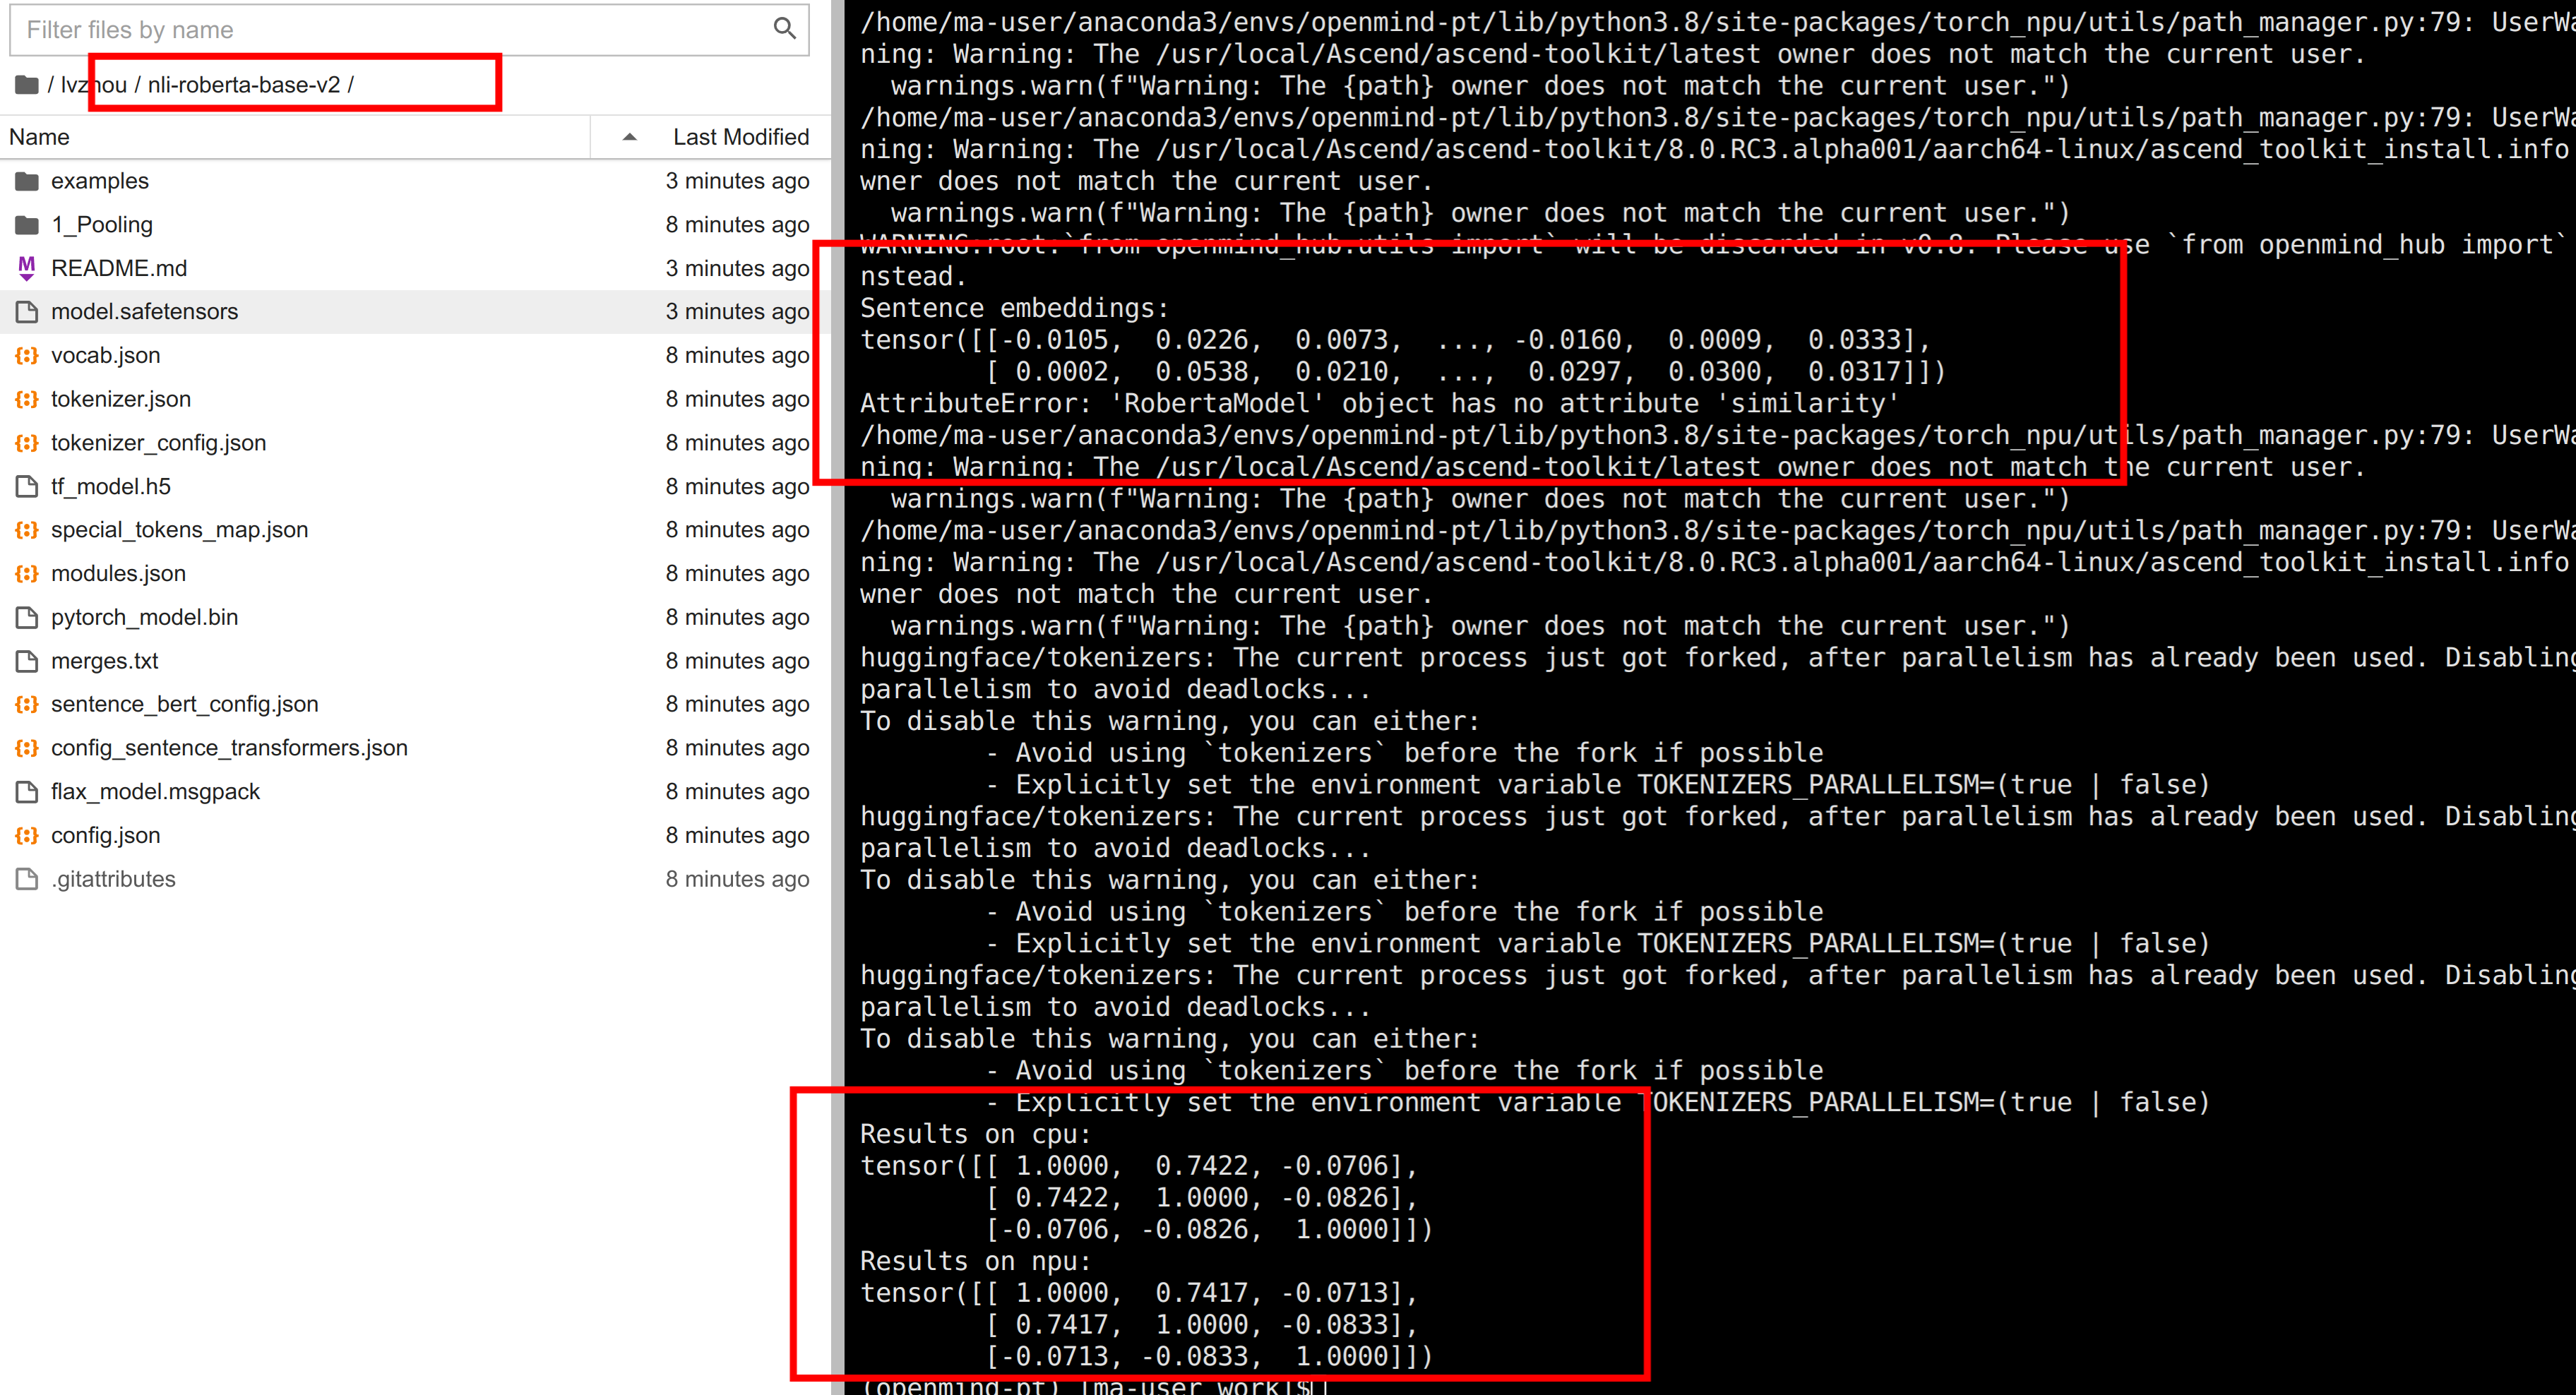 Filter files by name
/ lvzhou / nli-roberta-base-v2 /
Name Last Modified
examples 3 minutes ago
1_Pooling 8 minutes ago
README.md 3 minutes ago
model.safetensors 3 minutes ago
vocab.json 8 minutes ago
tokenizer.json 8 minutes ago
tokenizer_config.json 8 minutes ago
tf_model.h5 8 minutes ago
special_tokens_map.json 8 minutes ago
modules.json 8 minutes ago
pytorch_model.bin 8 minutes ago
merges.txt 8 minutes ago
sentence_bert_config.json 8 minutes ago
config_sentence_transformers.json 8 minutes ago
flax_model.msgpack 8 minutes ago
config.json 8 minutes ago
.gitattributes 8 minutes ago
/home/ma-user/anaconda3/envs/openmind-pt/lib/python3.8/site-packages/torch_npu/utils/path_manager.py:79: UserWa
ning: Warning: The /usr/local/Ascend/ascend-toolkit/latest owner does not match the current user.
  warnings.warn(f"Warning: The {path} owner does not match the current user.")
/home/ma-user/anaconda3/envs/openmind-pt/lib/python3.8/site-packages/torch_npu/utils/path_manager.py:79: UserWa
ning: Warning: The /usr/local/Ascend/ascend-toolkit/8.0.RC3.alpha001/aarch64-linux/ascend_toolkit_install.info
wner does not match the current user.
  warnings.warn(f"Warning: The {path} owner does not match the current user.")
WARNING:root:`from openmind_hub.utils import` will be discarded in v0.8. Please use `from openmind_hub import`
nstead.
Sentence embeddings:
tensor([[-0.0105,  0.0226,  0.0073,  ..., -0.0160,  0.0009,  0.0333],
        [ 0.0002,  0.0538,  0.0210,  ...,  0.0297,  0.0300,  0.0317]])
AttributeError: 'RobertaModel' object has no attribute 'similarity'
/home/ma-user/anaconda3/envs/openmind-pt/lib/python3.8/site-packages/torch_npu/utils/path_manager.py:79: UserWa
ning: Warning: The /usr/local/Ascend/ascend-toolkit/latest owner does not match the current user.
  warnings.warn(f"Warning: The {path} owner does not match the current user.")
/home/ma-user/anaconda3/envs/openmind-pt/lib/python3.8/site-packages/torch_npu/utils/path_manager.py:79: UserWa
ning: Warning: The /usr/local/Ascend/ascend-toolkit/8.0.RC3.alpha001/aarch64-linux/ascend_toolkit_install.info
wner does not match the current user.
  warnings.warn(f"Warning: The {path} owner does not match the current user.")
huggingface/tokenizers: The current process just got forked, after parallelism has already been used. Disabling
parallelism to avoid deadlocks...
To disable this warning, you can either:
        - Avoid using `tokenizers` before the fork if possible
        - Explicitly set the environment variable TOKENIZERS_PARALLELISM=(true | false)
huggingface/tokenizers: The current process just got forked, after parallelism has already been used. Disabling
parallelism to avoid deadlocks...
To disable this warning, you can either:
        - Avoid using `tokenizers` before the fork if possible
        - Explicitly set the environment variable TOKENIZERS_PARALLELISM=(true | false)
huggingface/tokenizers: The current process just got forked, after parallelism has already been used. Disabling
parallelism to avoid deadlocks...
To disable this warning, you can either:
        - Avoid using `tokenizers` before the fork if possible
        - Explicitly set the environment variable TOKENIZERS_PARALLELISM=(true | false)
Results on cpu:
tensor([[ 1.0000,  0.7422, -0.0706],
        [ 0.7422,  1.0000, -0.0826],
        [-0.0706, -0.0826,  1.0000]])
Results on npu:
tensor([[ 1.0000,  0.7417, -0.0713],
        [ 0.7417,  1.0000, -0.0833],
        [-0.0713, -0.0833,  1.0000]])
(openmind-pt) [ma-user work]$